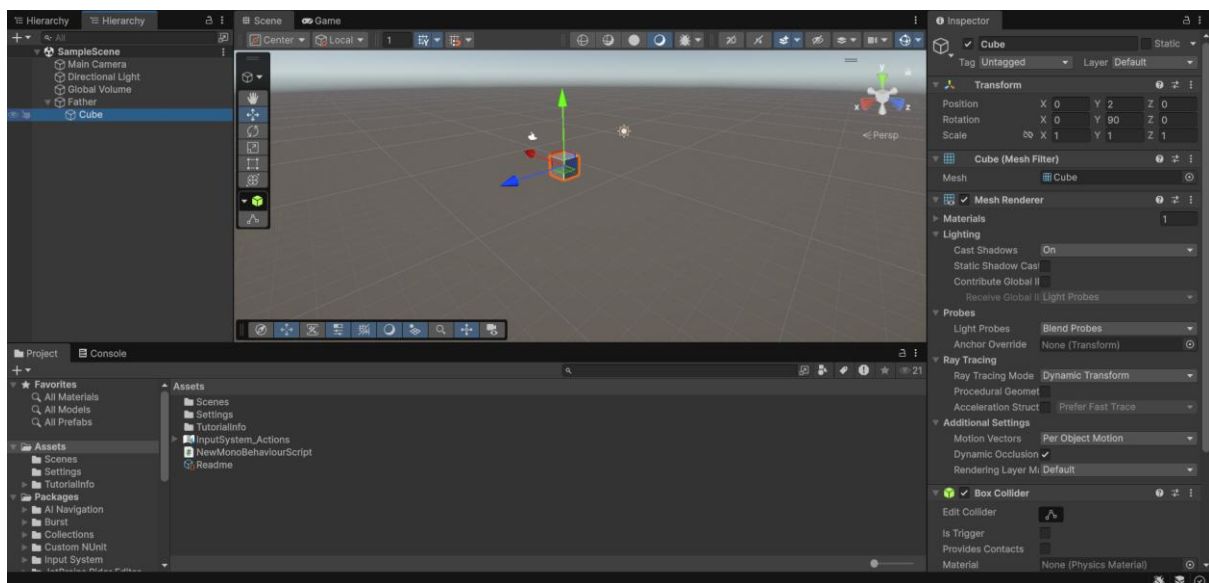 Hierarchy
Hierarchy
All
SampleScene
Main Camera
Directional Light
Global Volume
Father
Cube
Scene
Game
Center
Local
1
2D
y
x
z
Persp
Inspector
Cube
Static
Tag Untagged Layer Default
Transform
Position X 0 Y 2 Z 0
Rotation X 0 Y 90 Z 0
Scale X 1 Y 1 Z 1
Cube (Mesh Filter)
Mesh Cube
Mesh Renderer
Materials 1
Lighting
Cast Shadows On
Static Shadow Cast
Contribute Global Il
Receive Global Il Light Probes
Probes
Light Probes Blend Probes
Anchor Override None (Transform)
Ray Tracing
Ray Tracing Mode Dynamic Transform
Procedural Geomet
Acceleration Struct Prefer Fast Trace
Additional Settings
Motion Vectors Per Object Motion
Dynamic Occlusion
Rendering Layer Ma Default
Box Collider
Edit Collider
Is Trigger
Provides Contacts
Material None (Physics Material)
Project
Console
21
Favorites
All Materials
All Models
All Prefabs
Assets
Scenes
Settings
TutorialInfo
Packages
AI Navigation
Burst
Collections
Custom NUnit
Input System
JetBrains Rider Editor
Assets
Scenes
Settings
TutorialInfo
InputSystem_Actions
NewMonoBehaviourScript
Readme